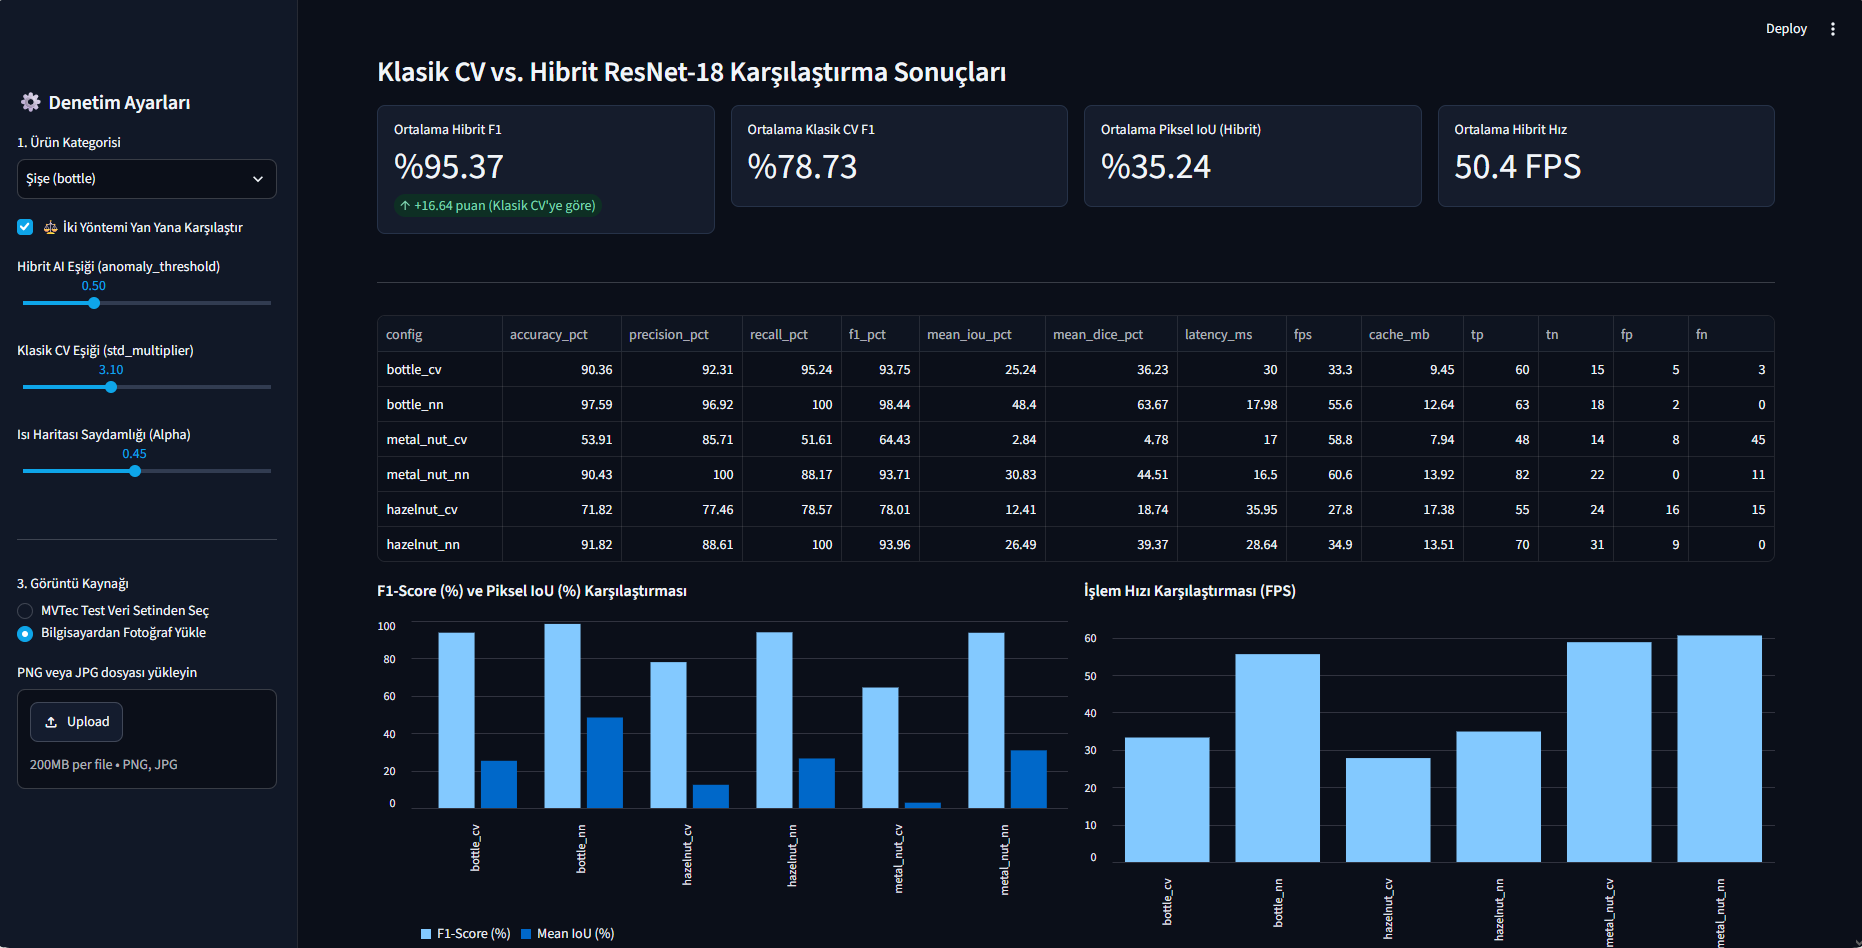 Deploy
Denetim Ayarları
1. Ürün Kategorisi
Şişe (bottle)
İki Yöntemi Yan Yana Karşılaştır
Hibrit AI Eşiği (anomaly_threshold)
0.50
Klasik CV Eşiği (std_multiplier)
3.10
Isı Haritası Saydamlığı (Alpha)
0.45
3. Görüntü Kaynağı
MVTec Test Veri Setinden Seç
Bilgisayardan Fotoğraf Yükle
PNG veya JPG dosyası yükleyin
Upload
200MB per file • PNG, JPG
Klasik CV vs. Hibrit ResNet-18 Karşılaştırma Sonuçları
Ortalama Hibrit F1
%95.37
↑ +16.64 puan (Klasik CV'ye göre)
Ortalama Klasik CV F1
%78.73
Ortalama Piksel IoU (Hibrit)
%35.24
Ortalama Hibrit Hız
50.4 FPS
config accuracy_pct precision_pct recall_pct f1_pct mean_iou_pct mean_dice_pct latency_ms fps cache_mb tp tn fp fn
bottle_cv 90.36 92.31 95.24 93.75 25.24 36.23 30 33.3 9.45 60 15 5 3
bottle_nn 97.59 96.92 100 98.44 48.4 63.67 17.98 55.6 12.64 63 18 2 0
metal_nut_cv 53.91 85.71 51.61 64.43 2.84 4.78 17 58.8 7.94 48 14 8 45
metal_nut_nn 90.43 100 88.17 93.71 30.83 44.51 16.5 60.6 13.92 82 22 0 11
hazelnut_cv 71.82 77.46 78.57 78.01 12.41 18.74 35.95 27.8 17.38 55 24 16 15
hazelnut_nn 91.82 88.61 100 93.96 26.49 39.37 28.64 34.9 13.51 70 31 9 0
F1-Score (%) ve Piksel IoU (%) Karşılaştırması
100
80
60
40
20
0
bottle_cv
bottle_nn
hazelnut_cv
hazelnut_nn
metal_nut_cv
metal_nut_nn
F1-Score (%) Mean IoU (%)
İşlem Hızı Karşılaştırması (FPS)
60
50
40
30
20
10
0
bottle_cv
bottle_nn
hazelnut_cv
hazelnut_nn
metal_nut_cv
metal_nut_nn